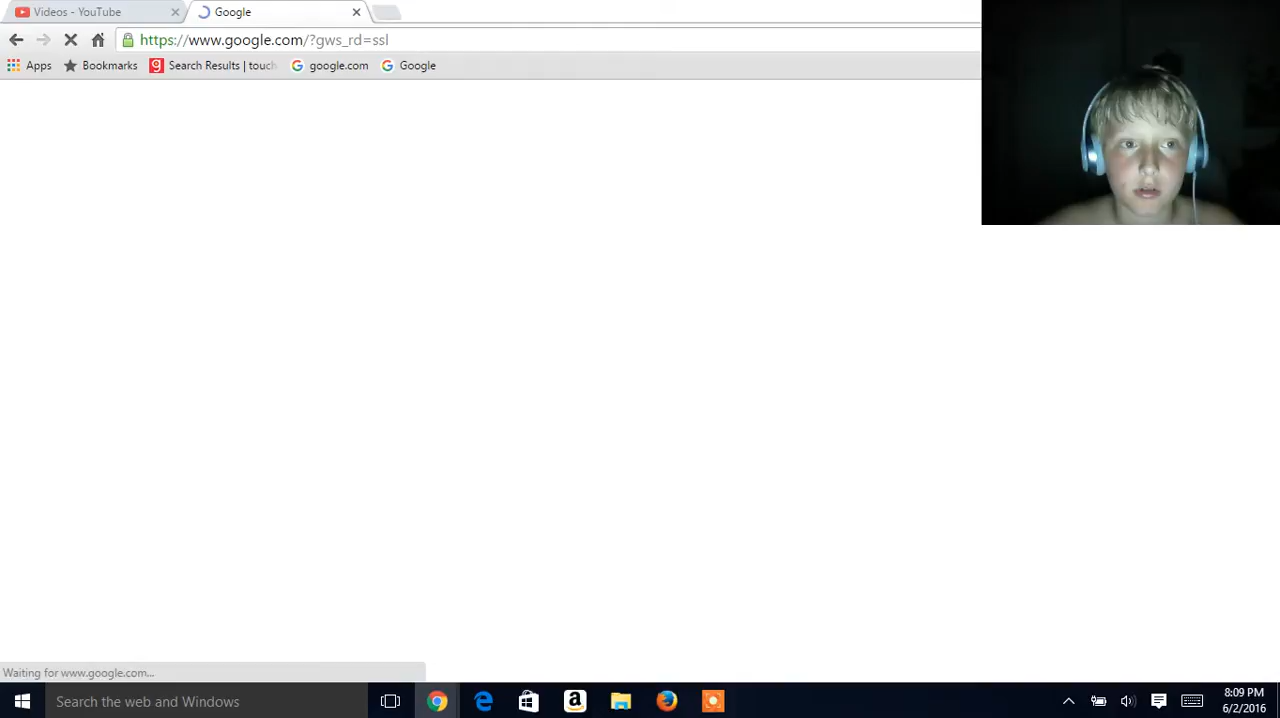 Videos - YouTube
Google
https://www.google.com/?gws_rd=ssl
Apps
Bookmarks
Search Results | touch
google.com
Google
Waiting for www.google.com...
Search the web and Windows
8:09 PM
6/2/2016